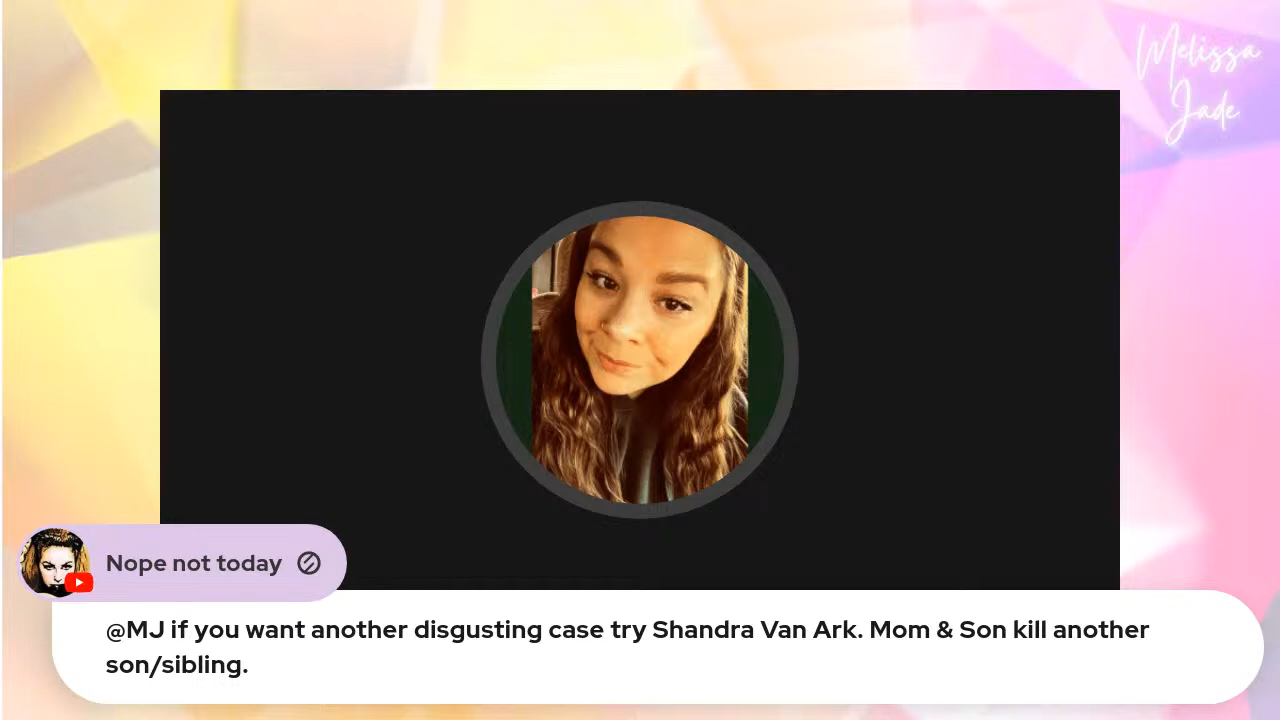 Melissa
Jade
Nope not today
@MJ if you want another disgusting case try Shandra Van Ark. Mom & Son kill another
son/sibling.